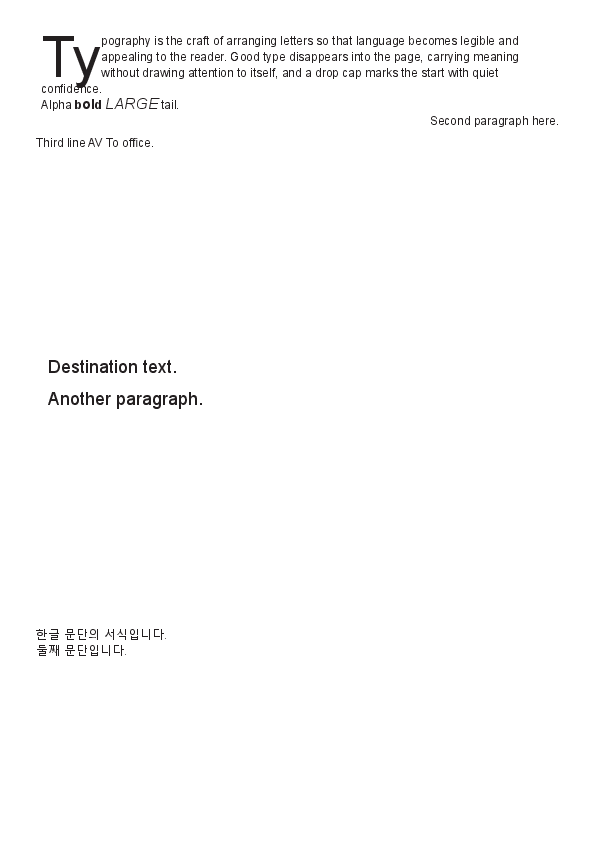 Typography is the craft of arranging letters so that language becomes legible and
appealing to the reader. Good type disappears into the page, carrying meaning
without drawing attention to itself, and a drop cap marks the start with quiet
confidence.
Alpha bold LARGE tail.
Second paragraph here.
Third line AV To office.
Destination text.
Another paragraph.
한글 문단의 서식입니다.
둘째 문단입니다.